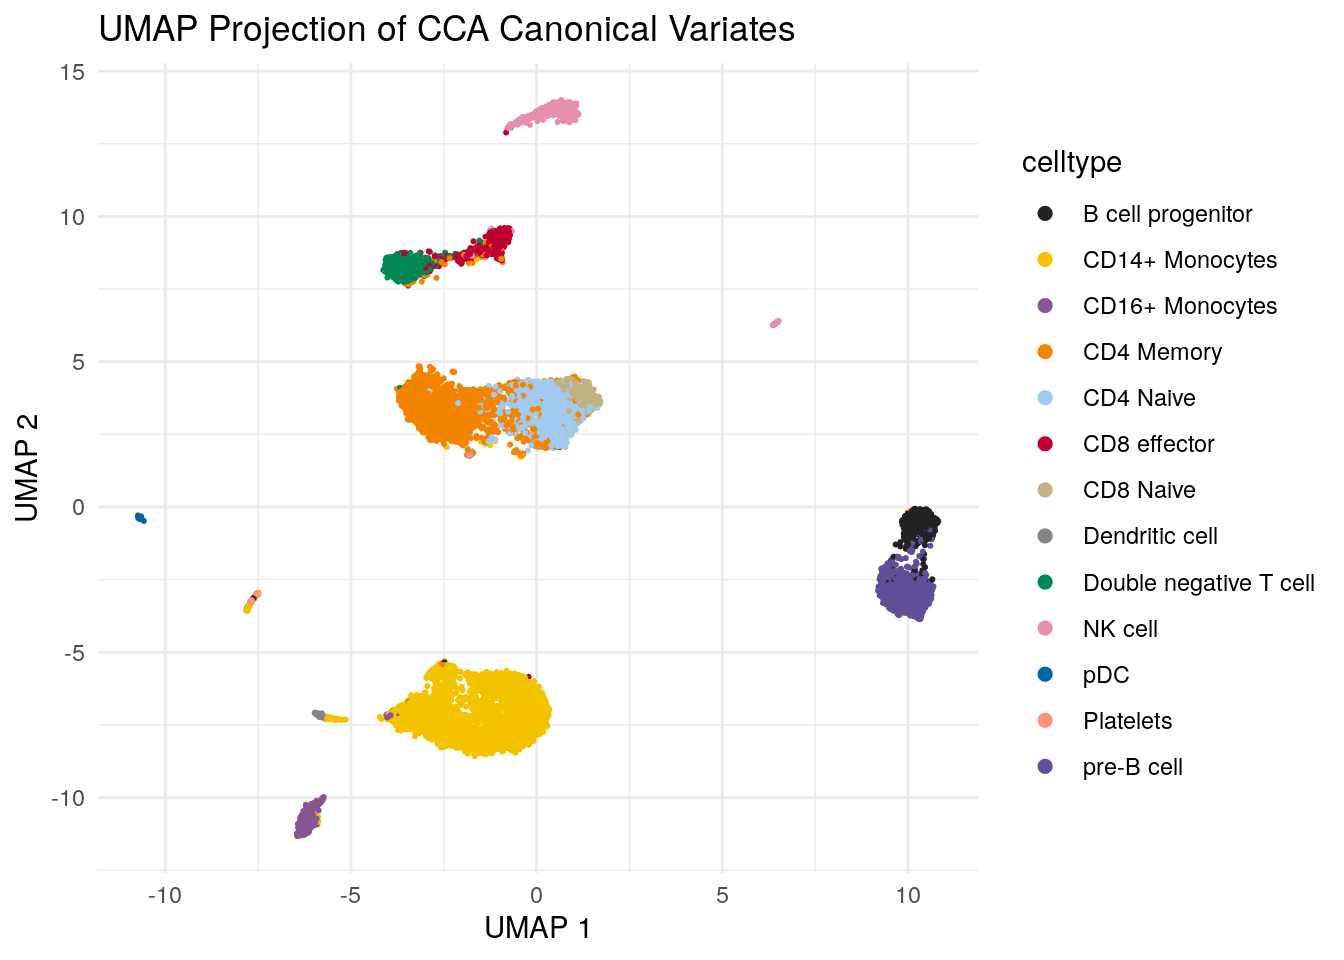 UMAP Projection of CCA Canonical Variates
15
10
5
0
-5
-10
UMAP 2
-10
-5
0
5
10
UMAP 1
celltype
B cell progenitor
CD14+ Monocytes
CD16+ Monocytes
CD4 Memory
CD4 Naive
CD8 effector
CD8 Naive
Dendritic cell
Double negative T cell
NK cell
pDC
Platelets
pre-B cell